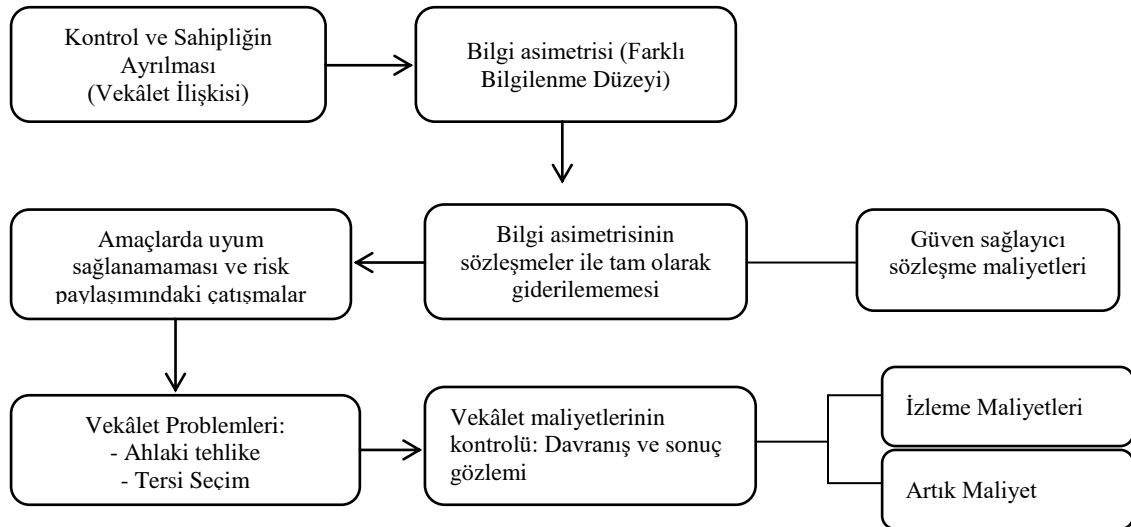 Kontrol ve Sahipliğin
Ayrılması
(Vekâlet İlişkisi)
Bilgi asimetrisi (Farklı
Bilgilenme Düzeyi)
Amaçlarda uyum
sağlanamaması ve risk
paylaşımındaki çatışmalar
Bilgi asimetrisinin
sözleşmeler ile tam olarak
giderilememesi
Güven sağlayıcı
sözleşme maliyetleri
Vekâlet Problemleri:
- Ahlaki tehlike
- Tersi Seçim
Vekâlet maliyetlerinin
kontrolü: Davranış ve sonuç
gözlemi
İzleme Maliyetleri
Artık Maliyet